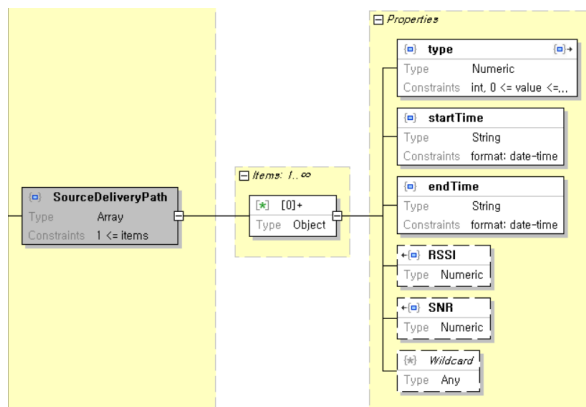 SourceDeliveryPath
Type Array
Constraints 1 <= items
Items: 1..∞
[0]+
Type Object
Properties
type
Type Numeric
Constraints int, 0 <= value <=...
startTime
Type String
Constraints format: date-time
endTime
Type String
Constraints format: date-time
RSSI
Type Numeric
SNR
Type Numeric
Wildcard
Type Any